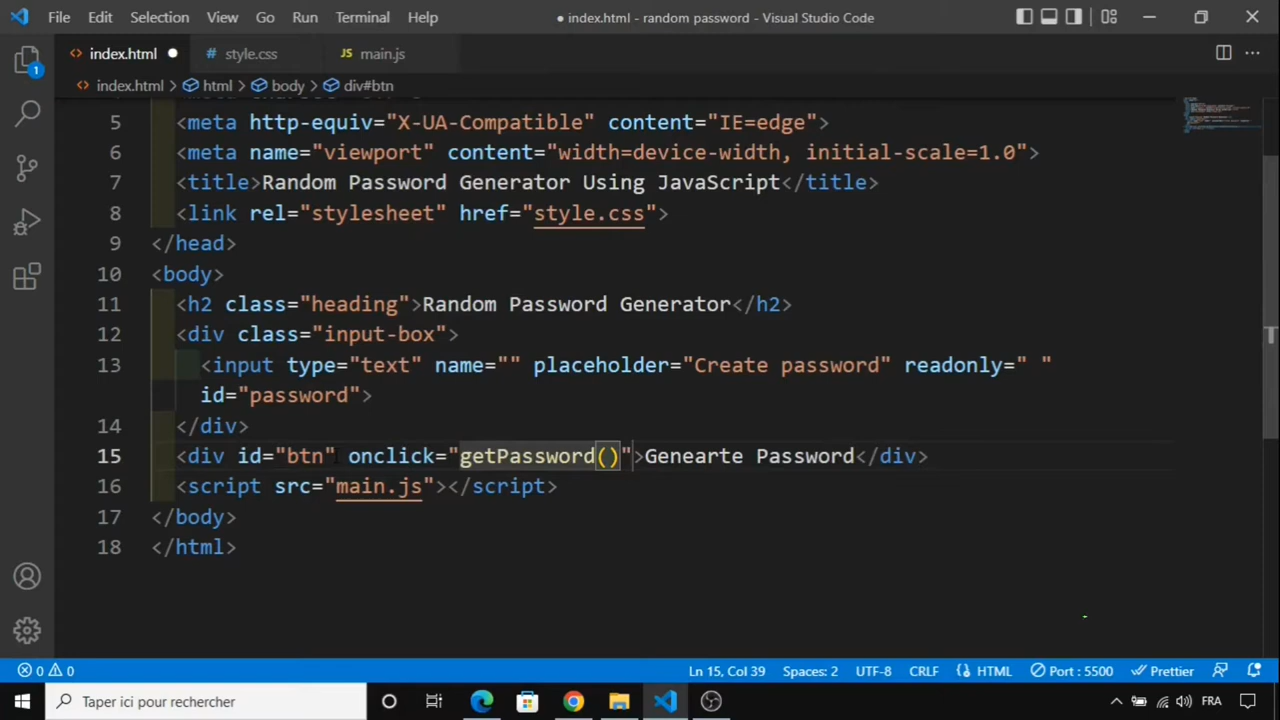 File Edit Selection View Go Run Terminal Help ● index.html - random password - Visual Studio Code
<> index.html ● # style.css JS main.js
<> index.html > html > body > div#btn
1
5 <meta http-equiv="X-UA-Compatible" content="IE=edge">
6 <meta name="viewport" content="width=device-width, initial-scale=1.0">
7 <title>Random Password Generator Using JavaScript</title>
8 <link rel="stylesheet" href="style.css">
9 </head>
10 <body>
11 <h2 class="heading">Random Password Generator</h2>
12 <div class="input-box">
13 <input type="text" name="" placeholder="Create password" readonly=" "
id="password">
14 </div>
15 <div id="btn" onclick="getPassword()">Genearte Password</div>
16 <script src="main.js"></script>
17 </body>
18 </html>
0 0 Ln 15, Col 39 Spaces: 2 UTF-8 CRLF HTML Port : 5500 Prettier
Taper ici pour rechercher FRA